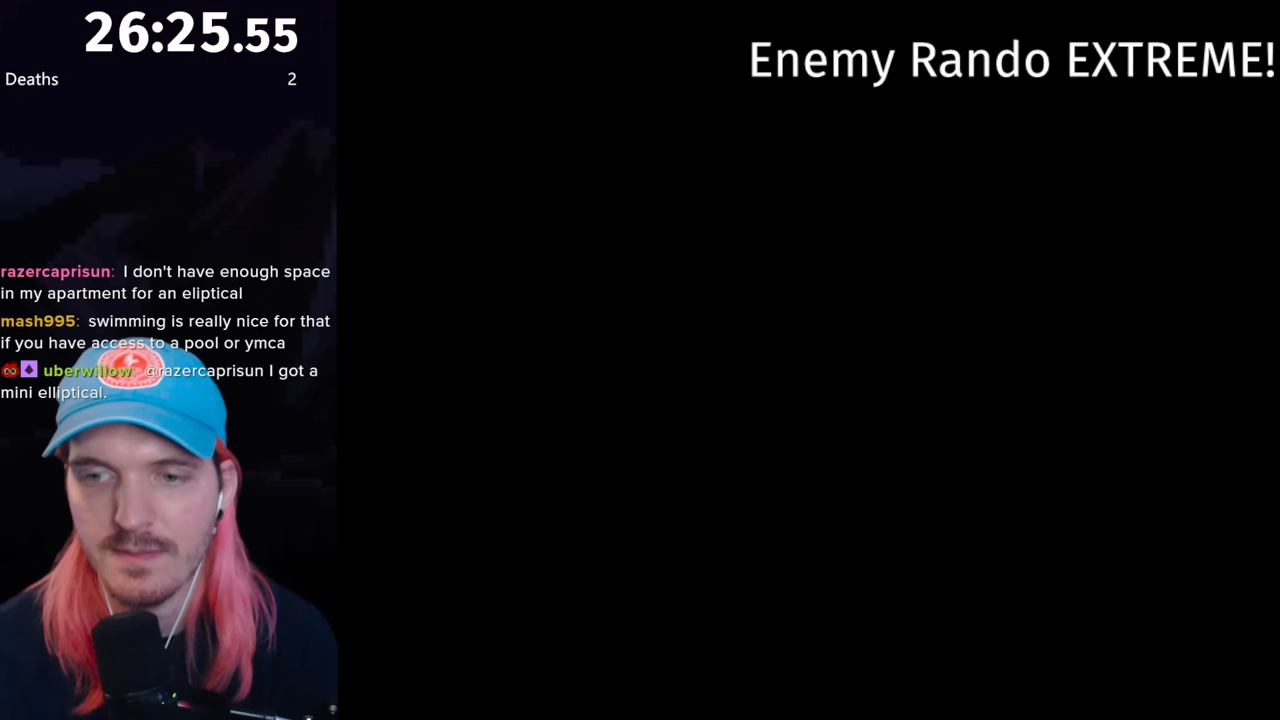 26:25.55
Enemy Rando EXTREME!
Deaths 2
razercaprisun: I don't have enough space
in my apartment for an eliptical
mash995: swimming is really nice for that
if you have access to a pool or ymca
uberwillow @razercaprisun I got a
mini elliptical.